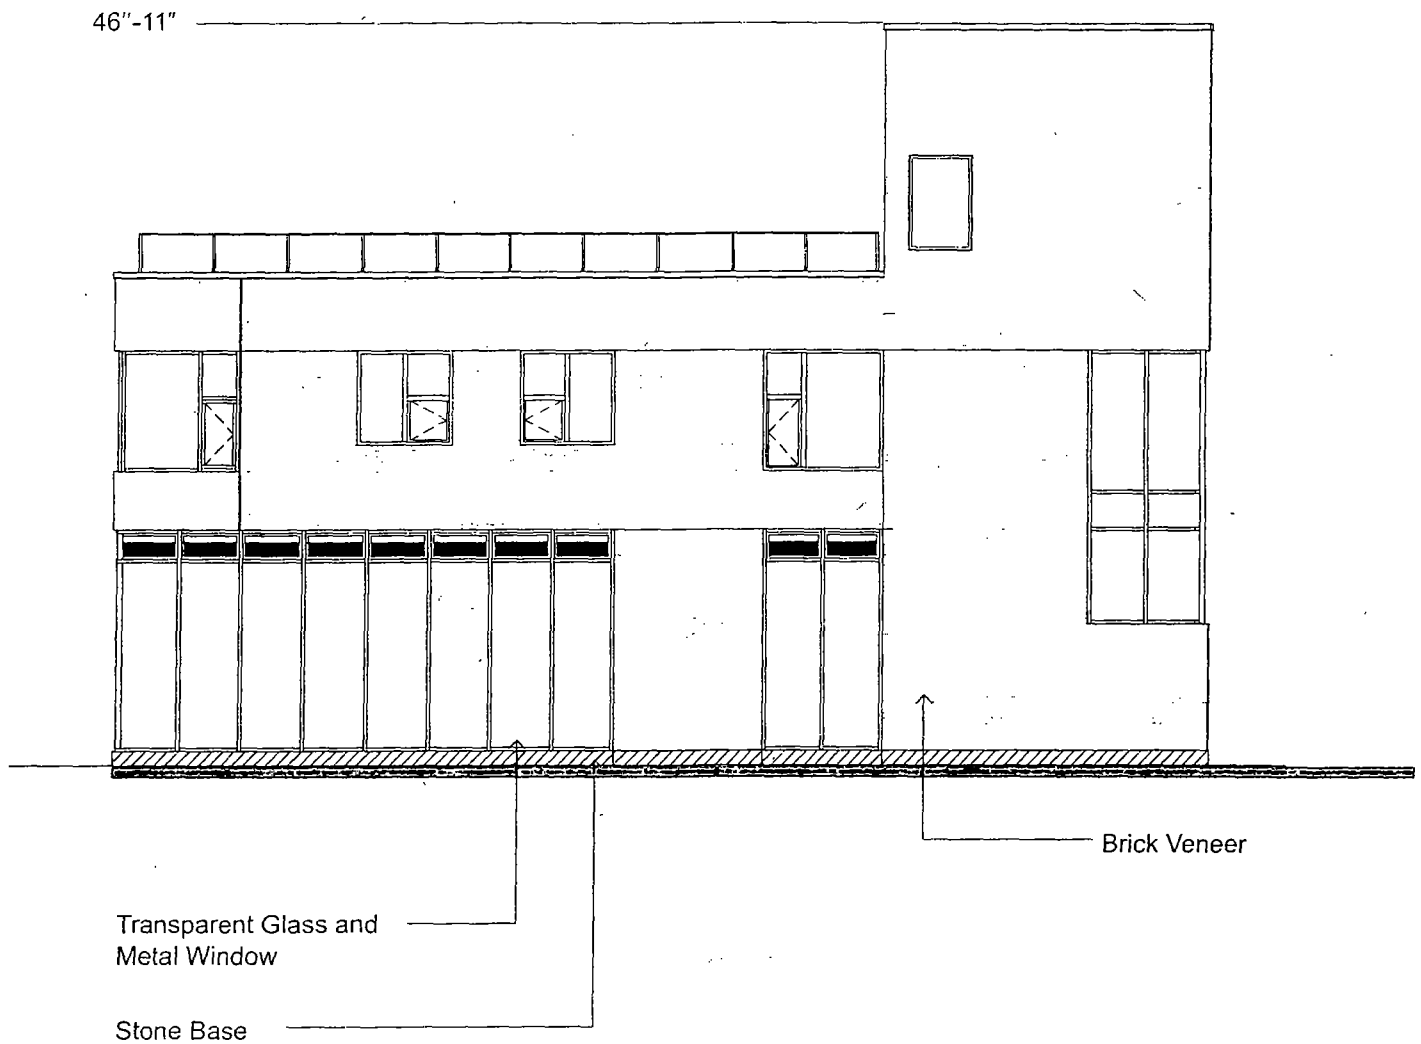 46"-11"
Brick Veneer
Transparent Glass and
Metal Window
Stone Base